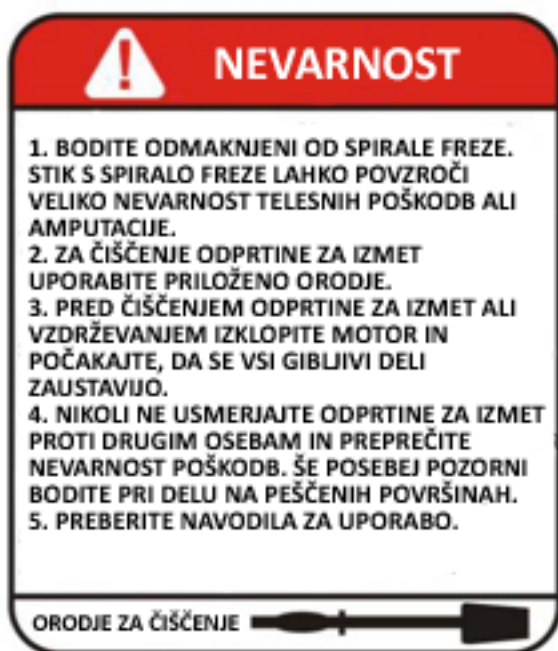 NEVARNOST
1. BODITE ODMAKNJENI OD SPIRALE FREZE.
STIK S SPIRALO FREZE LAHKO POVZROČI
VELIKO NEVARNOST TELESNIH POŠKODB ALI
AMPUTACIJE.
2. ZA ČIŠČENJE ODPRTINE ZA IZMET
UPORABITE PRILOŽENO ORODJE.
3. PRED ČIŠČENJEM ODPRTINE ZA IZMET ALI
VZDRŽEVANJEM IZKLOPITE MOTOR IN
POČAKAJTE, DA SE VSI GIBLJIVI DELI
ZAUSTAVIJO.
4. NIKOLI NE USMERJAJTE ODPRTINE ZA IZMET
PROTI DRUGIM OSEBAM IN PREPREČITE
NEVARNOST POŠKODB. ŠE POSEBEJ POZORNI
BODITE PRI DELU NA PEŠČENIH POVRŠINAH.
5. PREBERITE NAVODILA ZA UPORABO.
ORODJE ZA ČIŠČENJE